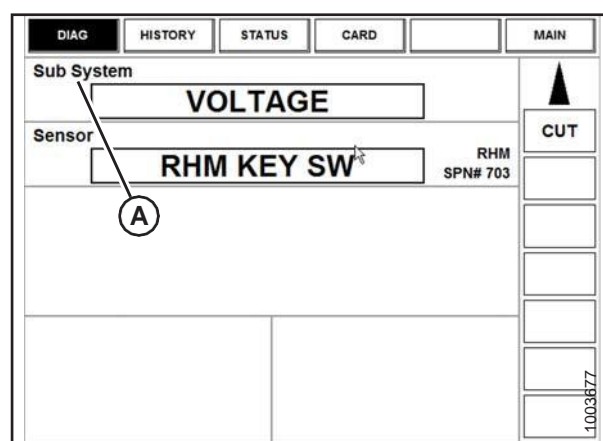 DIAG HISTORY STATUS CARD MAIN
Sub System
VOLTAGE
CUT
Sensor
RHM KEY SW
RHM
SPN# 703
A
1003677